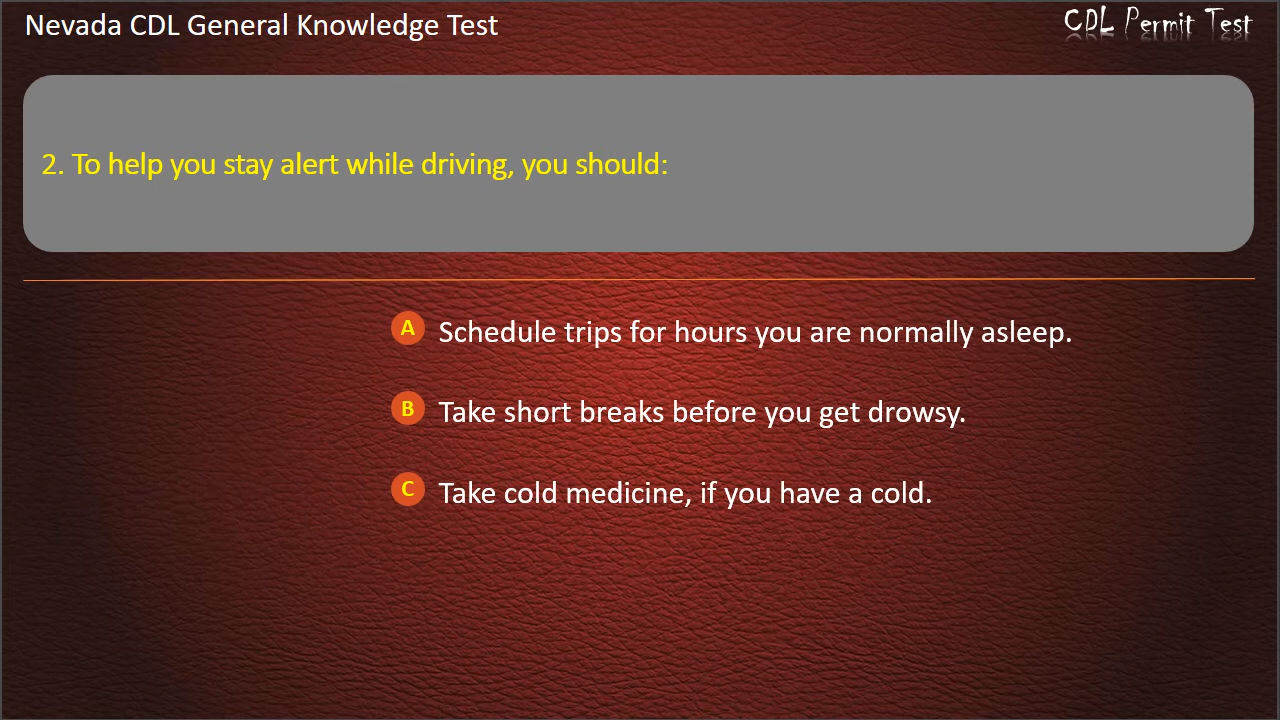 Nevada CDL General Knowledge Test
CDL Permit Test
2. To help you stay alert while driving, you should:
A Schedule trips for hours you are normally asleep.
B Take short breaks before you get drowsy.
C Take cold medicine, if you have a cold.